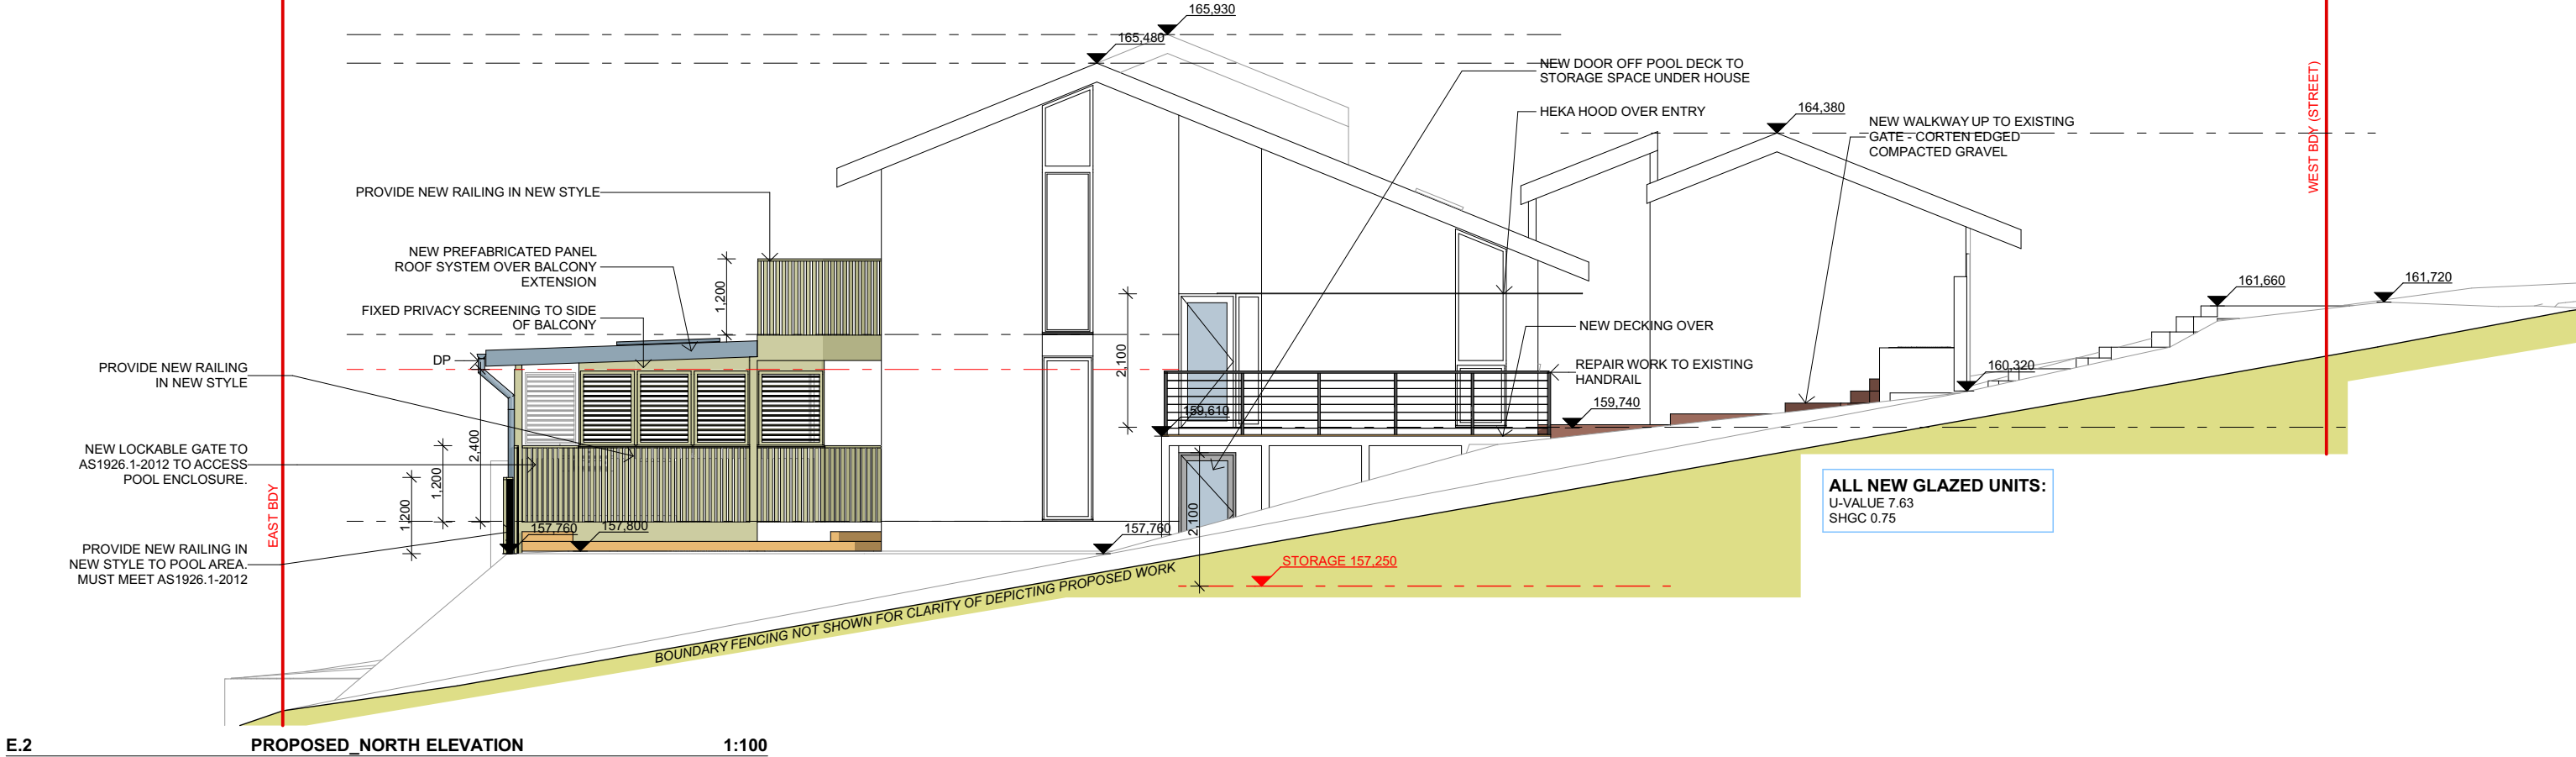 165,930
165,480
NEW DOOR OFF POOL DECK TO
STORAGE SPACE UNDER HOUSE
HEKA HOOD OVER ENTRY
164,380
NEW WALKWAY UP TO EXISTING
GATE - CORTEN EDGED
COMPACTED GRAVEL
WEST BDY (STREET)
PROVIDE NEW RAILING IN NEW STYLE
NEW PREFABRICATED PANEL
ROOF SYSTEM OVER BALCONY
EXTENSION
1,200
FIXED PRIVACY SCREENING TO SIDE
OF BALCONY
161,660
161,720
NEW DECKING OVER
DP
2,100
PROVIDE NEW RAILING
IN NEW STYLE
REPAIR WORK TO EXISTING
HANDRAIL
160,320
159,610
159,740
NEW LOCKABLE GATE TO
AS1926.1-2012 TO ACCESS
POOL ENCLOSURE.
2,400
1,200
1,200
EAST BDY
ALL NEW GLAZED UNITS:
U-VALUE 7.63
SHGC 0.75
157,760
157,800
157,760
2,100
PROVIDE NEW RAILING IN
NEW STYLE TO POOL AREA.
MUST MEET AS1926.1-2012
STORAGE 157,250
BOUNDARY FENCING NOT SHOWN FOR CLARITY OF DEPICTING PROPOSED WORK
E.2 PROPOSED_NORTH ELEVATION 1:100